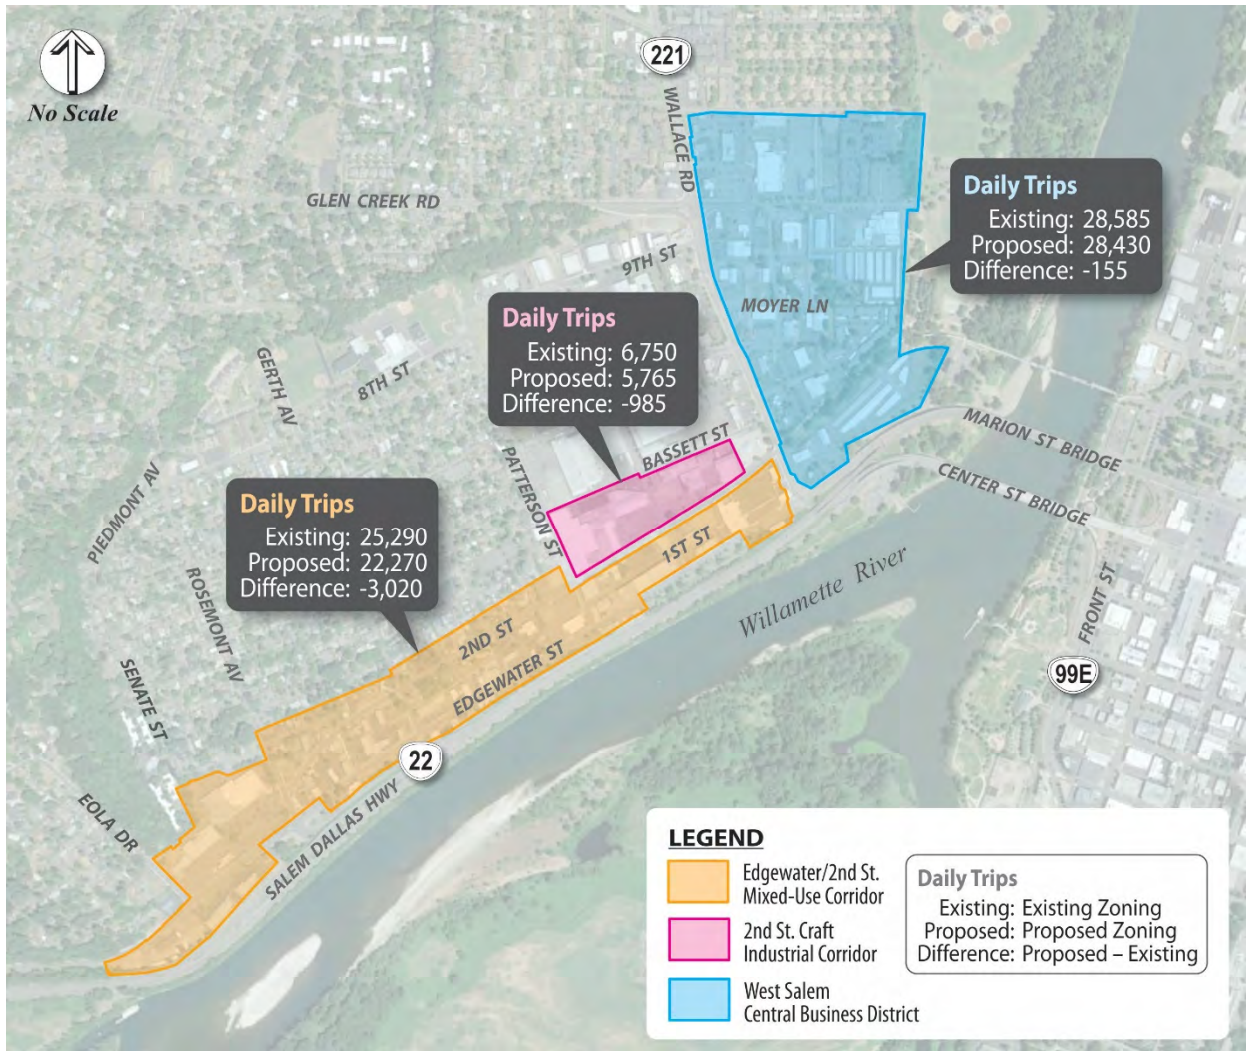 No Scale
221
WALLACE RD
GLEN CREEK RD
9TH ST
MOYER LN
Daily Trips
Existing: 28,585
Proposed: 28,430
Difference: -155
Daily Trips
Existing: 6,750
Proposed: 5,765
Difference: -985
GERTH AV
8TH ST
BASSETT ST
MARION ST BRIDGE
CENTER ST BRIDGE
PATTERSON ST
PIEDMONT AV
Daily Trips
Existing: 25,290
Proposed: 22,270
Difference: -3,020
1ST ST
Willamette River
FRONT ST
ROSEMONT AV
2ND ST
EDGEWATER ST
99E
SENATE ST
22
EOLA DR
SALEM DALLAS HWY
LEGEND
Edgewater/2nd St.
Mixed-Use Corridor
2nd St. Craft
Industrial Corridor
West Salem
Central Business District
Daily Trips
Existing: Existing Zoning
Proposed: Proposed Zoning
Difference: Proposed – Existing